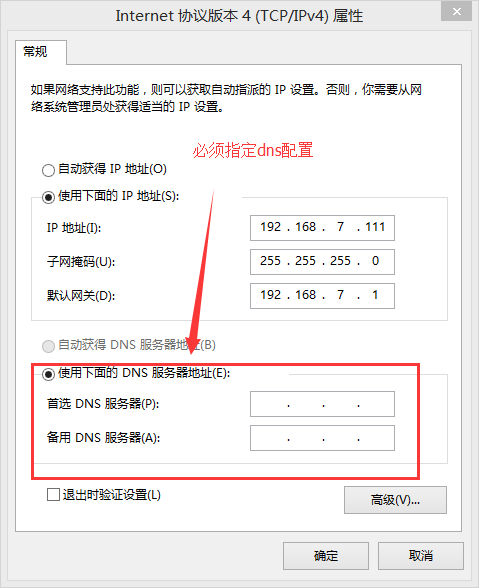 Internet 协议版本 4 (TCP/IPv4) 属性
常规
如果网络支持此功能，则可以获取自动指派的 IP 设置。否则，你需要从网
络系统管理员处获得适当的 IP 设置。
必须指定dns配置
自动获得 IP 地址(O)
使用下面的 IP 地址(S):
IP 地址(I): 192 . 168 . 7 . 111
子网掩码(U): 255 . 255 . 255 . 0
默认网关(D): 192 . 168 . 7 . 1
自动获得 DNS 服务器地址(B)
使用下面的 DNS 服务器地址(E):
首选 DNS 服务器(P): . . .
备用 DNS 服务器(A): . . .
退出时验证设置(L)
高级(V)...
确定 取消